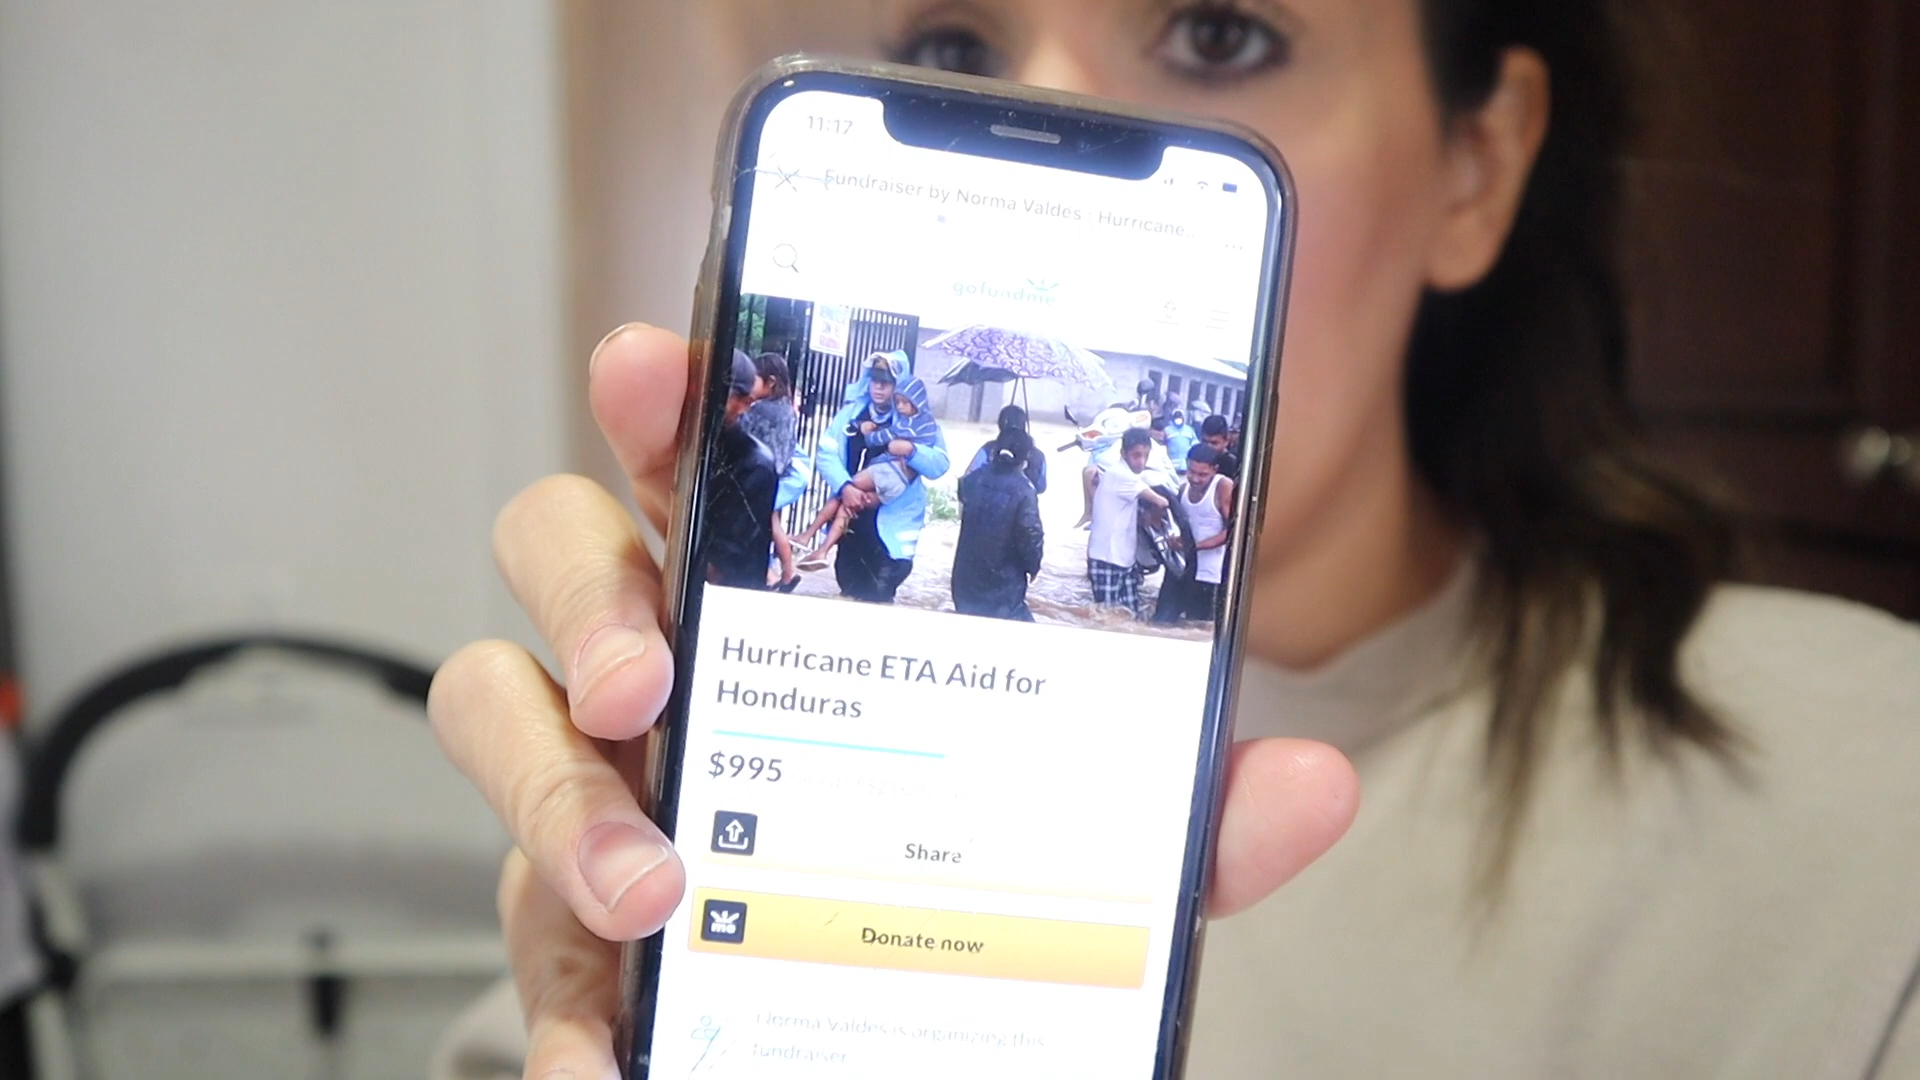 11:17
Fundraiser by Norma Valdes : Hurricane...
gofundme
Hurricane ETA Aid for
Honduras
$995
Share
me
Donate now
Norma Valdes is organizing this
fundraiser